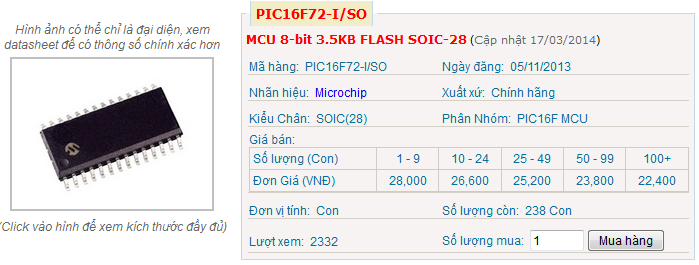 PIC16F72-I/SO
Hình ảnh có thể chỉ là đại diện, xem
datasheet để có thông số chính xác hơn
MCU 8-bit 3.5KB FLASH SOIC-28 (Cập nhật 17/03/2014)
Mã hàng: PIC16F72-I/SO Ngày đăng: 05/11/2013
Nhãn hiệu: Microchip Xuất xứ: Chính hãng
Kiểu Chân: SOIC(28) Phân Nhóm: PIC16F MCU
Giá bán:
Số lượng (Con) 1 - 9 10 - 24 25 - 49 50 - 99 100+
Đơn Giá (VNĐ) 28,000 26,600 25,200 23,800 22,400
Đơn vị tính: Con Số lượng còn: 238 Con
(Click vào hình để xem kích thước đầy đủ)
Lượt xem: 2332 Số lượng mua: 1 Mua hàng